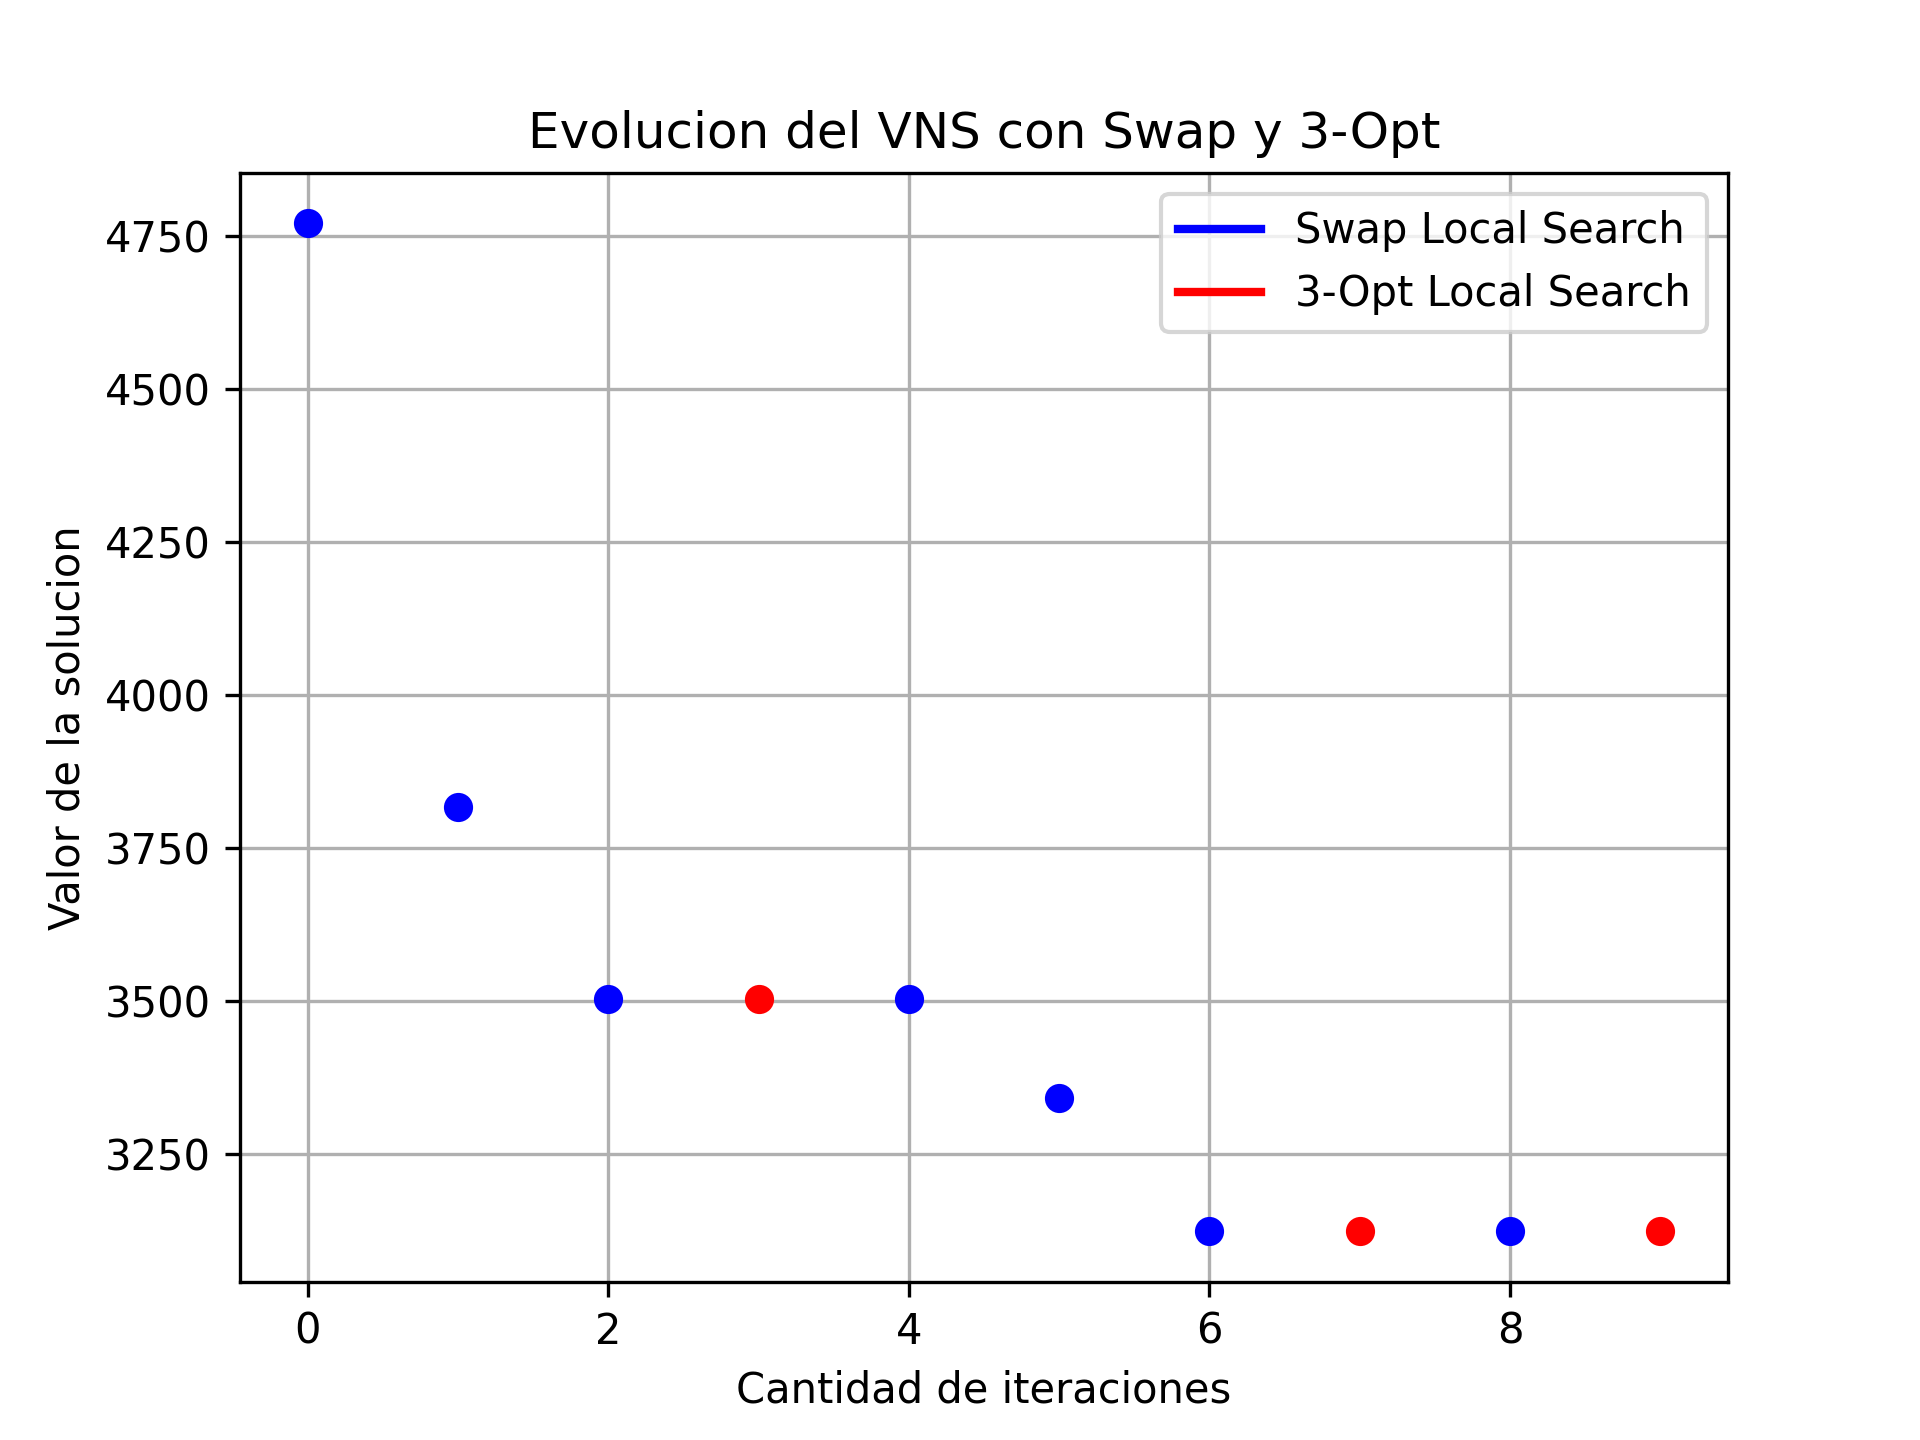 Evolucion del VNS con Swap y 3-Opt
Swap Local Search
3-Opt Local Search
Valor de la solucion
4750
4500
4250
4000
3750
3500
3250
0 2 4 6 8
Cantidad de iteraciones